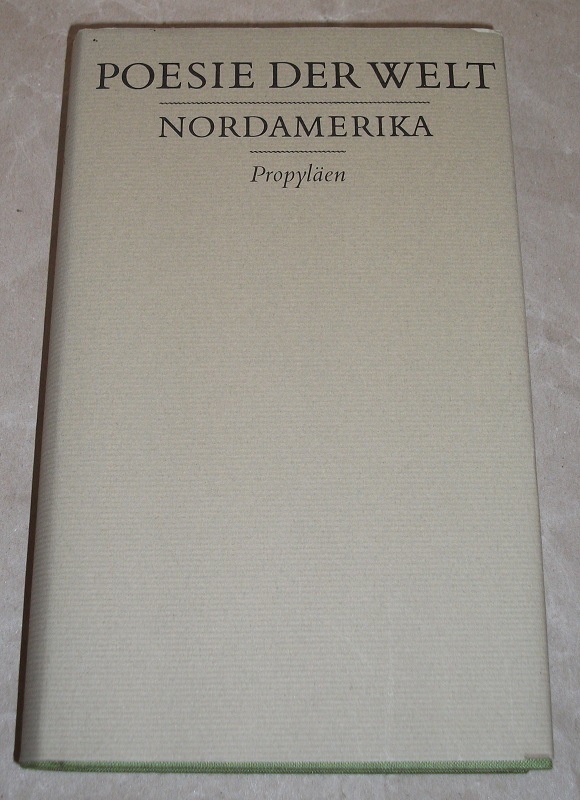 POESIE DER WELT
NORDAMERIKA
Propyläen